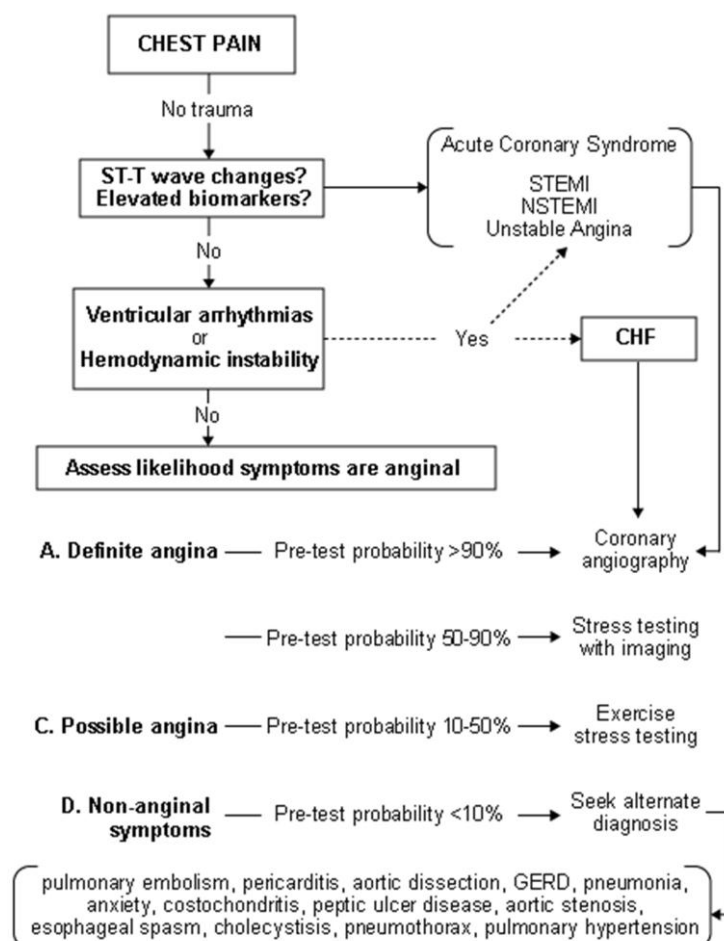 CHEST PAIN
No trauma
ST-T wave changes?
Elevated biomarkers?
Acute Coronary Syndrome
STEMI
NSTEMI
Unstable Angina
No
Ventricular arrhythmias
or
Hemodynamic instability
Yes
CHF
No
Assess likelihood symptoms are anginal
A. Definite angina
Pre-test probability >90%
Coronary
angiography
Pre-test probability 50-90%
Stress testing
with imaging
C. Possible angina
Pre-test probability 10-50%
Exercise
stress testing
D. Non-anginal
symptoms
Pre-test probability <10%
Seek alternate
diagnosis
pulmonary embolism, pericarditis, aortic dissection, GERD, pneumonia,
anxiety, costochondritis, peptic ulcer disease, aortic stenosis,
esophageal spasm, cholecystisis, pneumothorax, pulmonary hypertension